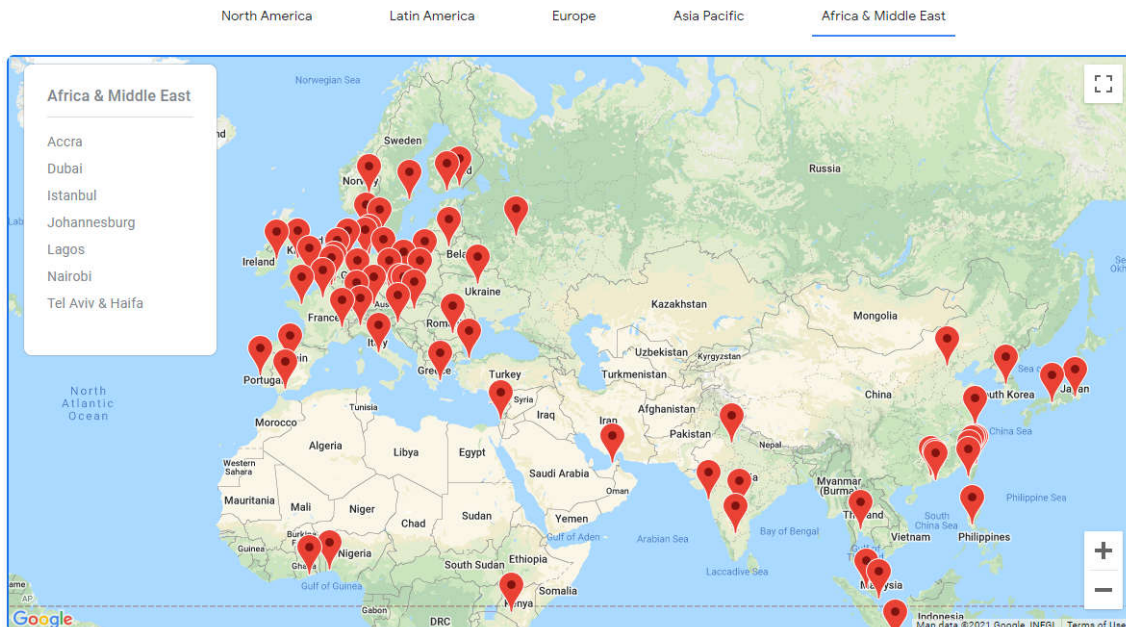 North America
Latin America
Europe
Asia Pacific
Africa & Middle East
Africa & Middle East
Accra
Dubai
Istanbul
Johannesburg
Lagos
Nairobi
Tel Aviv & Haifa
Norwegian Sea
Sweden
Russia
Ireland
Ukraine
Kazakhstan
Mongolia
France
Uzbekistan
Kyrgyzstan
Portugal
Greece
Turkey
Turkmenistan
North
Atlantic
Ocean
Syria
China
South Korea
Japan
Tunisia
Iraq
Iran
Afghanistan
Morocco
Pakistan
China Sea
Algeria
Libya
Egypt
Nepal
Western
Sahara
Saudi Arabia
Oman
Myanmar
(Burma)
Mauritania
Mali
Niger
Chad
Sudan
Yemen
Arabian Sea
Bay of Bengal
Thailand
South
China Sea
Philippine Sea
Vietnam
Philippines
Gulf of Aden
Guinea
Ghana
Nigeria
Ethiopia
South Sudan
Laccadive Sea
Gulf of Guinea
Somalia
Kenya
Malaysia
AP
Gabon
DRC
Indonesia
Google
Map data ©2021 Google, INEGI
Terms of Use